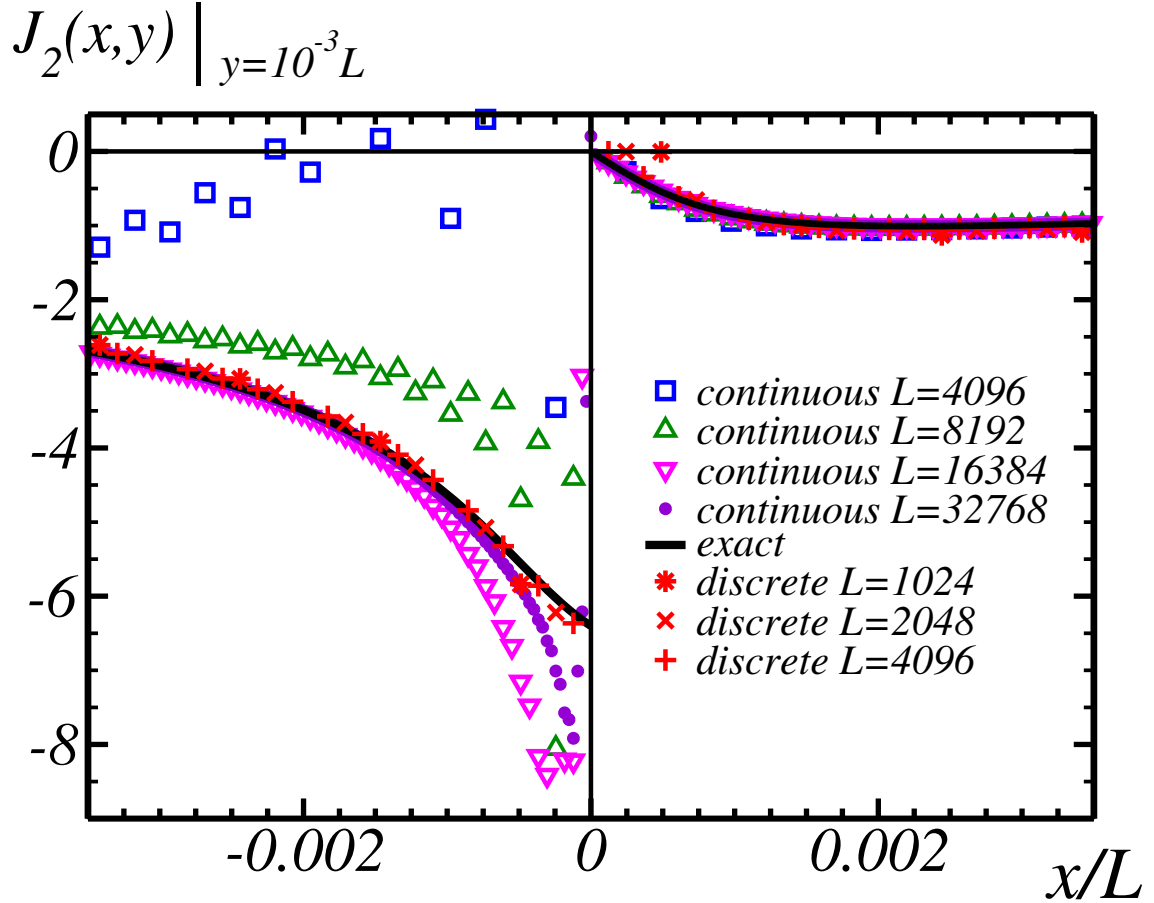 J₂(x,y) | y=10⁻³L
0
-2
-4
-6
-8
continuous L=4096
continuous L=8192
continuous L=16384
continuous L=32768
exact
discrete L=1024
discrete L=2048
discrete L=4096
-0.002 0 0.002
x/L